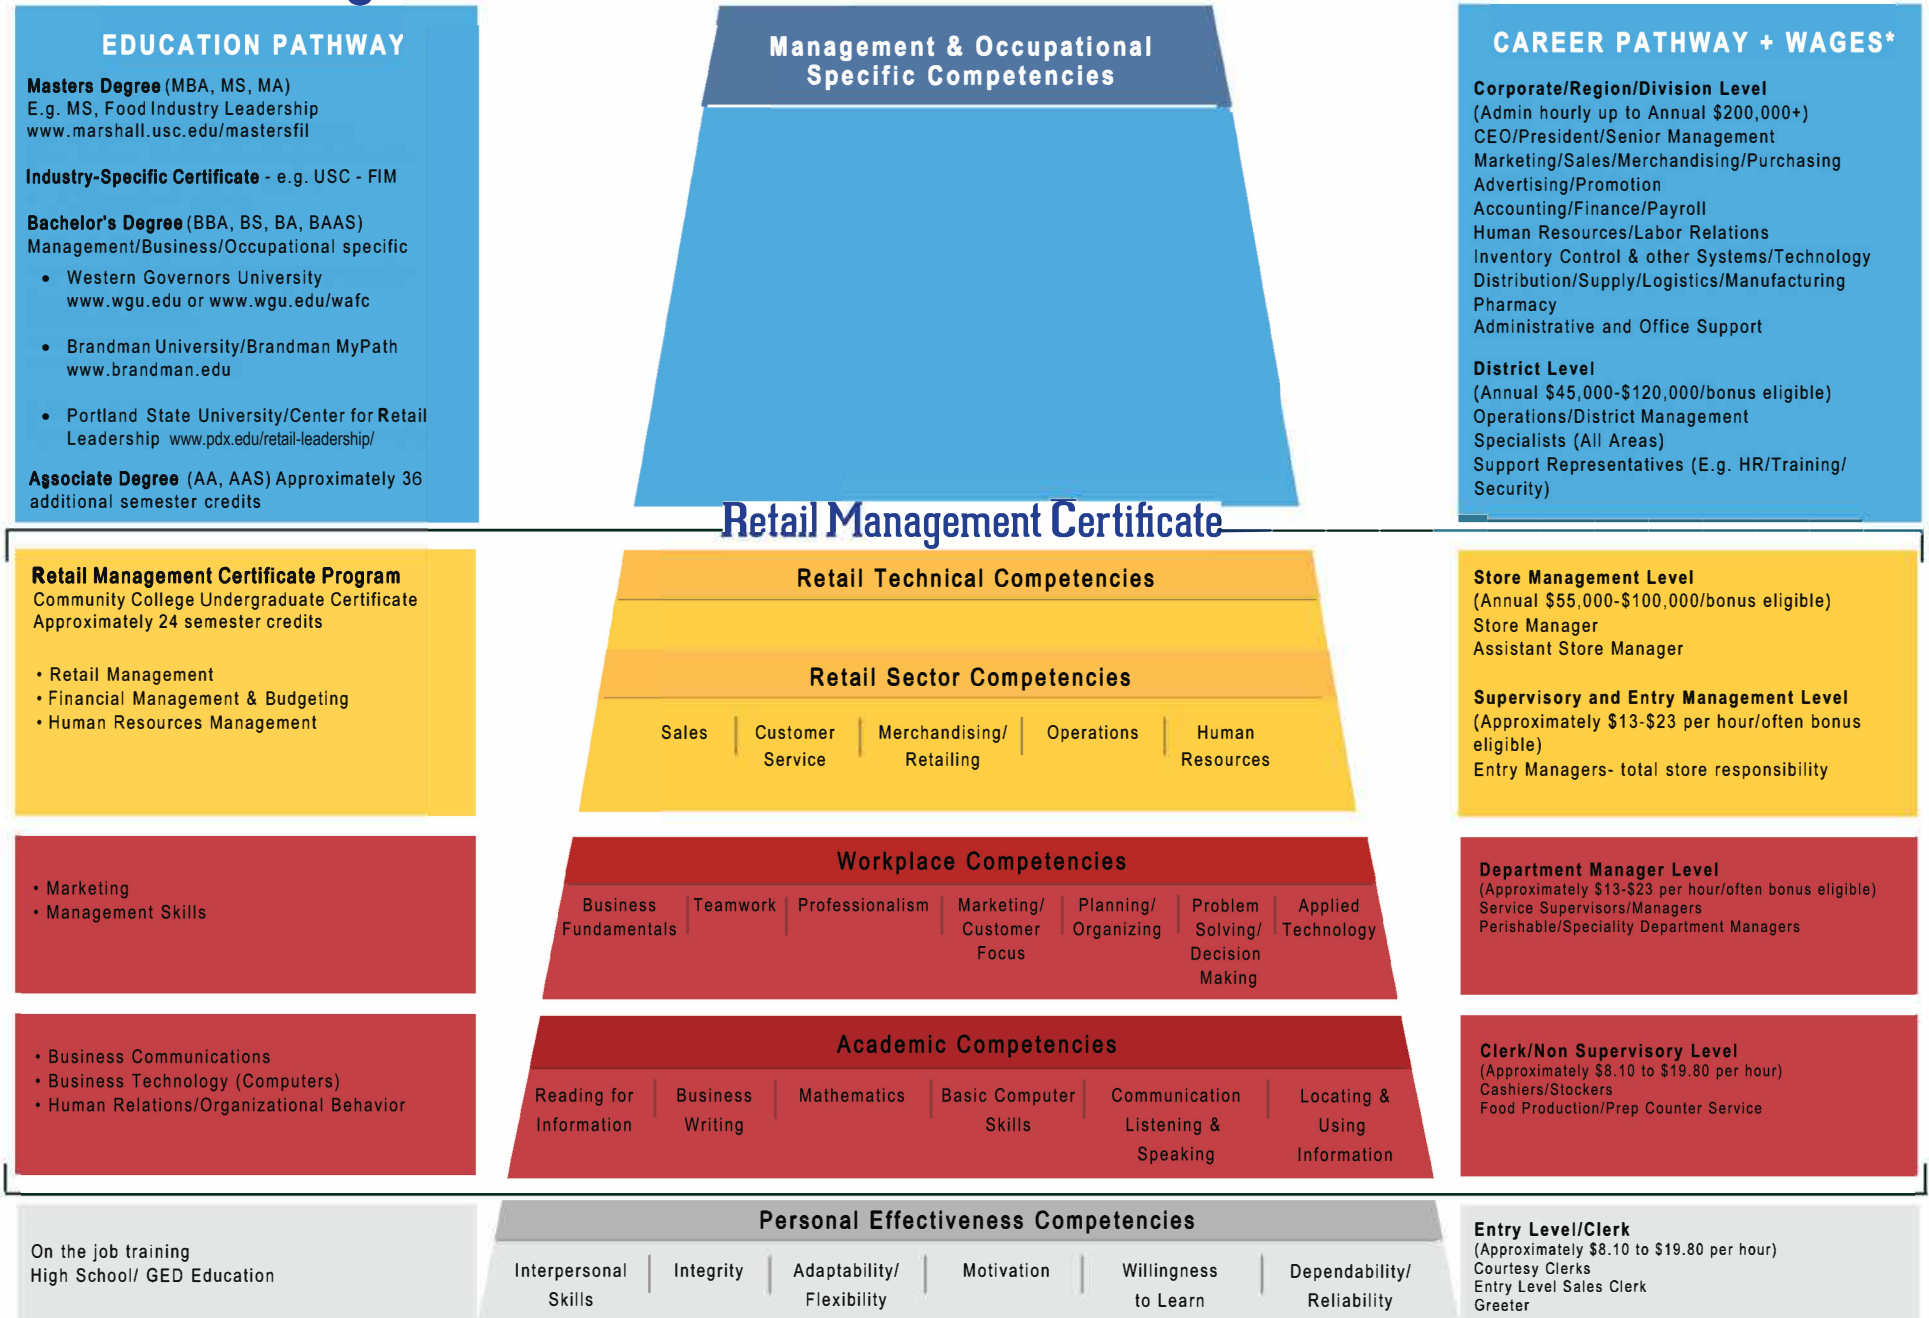 EDUCATION PATHWAY
Masters Degree (MBA, MS, MA)
E.g. MS, Food Industry Leadership
www.marshall.usc.edu/mastersfil
Industry-Specific Certificate - e.g. USC - FIM
Bachelor's Degree (BBA, BS, BA, BAAS)
Management/Business/Occupational specific
• Western Governors University
www.wgu.edu or www.wgu.edu/wafc
• Brandman University/Brandman MyPath
www.brandman.edu
• Portland State University/Center for Retail
Leadership www.pdx.edu/retail-leadership/
Associate Degree (AA, AAS) Approximately 36
additional semester credits
Management & Occupational
Specific Competencies
CAREER PATHWAY + WAGES*
Corporate/Region/Division Level
(Admin hourly up to Annual $200,000+)
CEO/President/Senior Management
Marketing/Sales/Merchandising/Purchasing
Advertising/Promotion
Accounting/Finance/Payroll
Human Resources/Labor Relations
Inventory Control & other Systems/Technology
Distribution/Supply/Logistics/Manufacturing
Pharmacy
Administrative and Office Support
District Level
(Annual $45,000-$120,000/bonus eligible)
Operations/District Management
Specialists (All Areas)
Support Representatives (E.g. HR/Training/
Security)
Retail Management Certificate
Retail Management Certificate Program
Community College Undergraduate Certificate
Approximately 24 semester credits
• Retail Management
• Financial Management & Budgeting
• Human Resources Management
Retail Technical Competencies
Retail Sector Competencies
Sales
Customer
Service
Merchandising/
Retailing
Operations
Human
Resources
Store Management Level
(Annual $55,000-$100,000/bonus eligible)
Store Manager
Assistant Store Manager
Supervisory and Entry Management Level
(Approximately $13-$23 per hour/often bonus
eligible)
Entry Managers- total store responsibility
• Marketing
• Management Skills
Workplace Competencies
Business
Fundamentals
Teamwork
Professionalism
Marketing/
Customer
Focus
Planning/
Organizing
Problem
Solving/
Decision
Making
Applied
Technology
Department Manager Level
(Approximately $13-$23 per hour/often bonus eligible)
Service Supervisors/Managers
Perishable/Speciality Department Managers
• Business Communications
• Business Technology (Computers)
• Human Relations/Organizational Behavior
Academic Competencies
Reading for
Information
Business
Writing
Mathematics
Basic Computer
Skills
Communication
Listening &
Speaking
Locating &
Using
Information
Clerk/Non Supervisory Level
(Approximately $8.10 to $19.80 per hour)
Cashiers/Stockers
Food Production/Prep Counter Service
On the job training
High School/ GED Education
Personal Effectiveness Competencies
Interpersonal
Skills
Integrity
Adaptability/
Flexibility
Motivation
Willingness
to Learn
Dependability/
Reliability
Entry Level/Clerk
(Approximately $8.10 to $19.80 per hour)
Courtesy Clerks
Entry Level Sales Clerk
Greeter